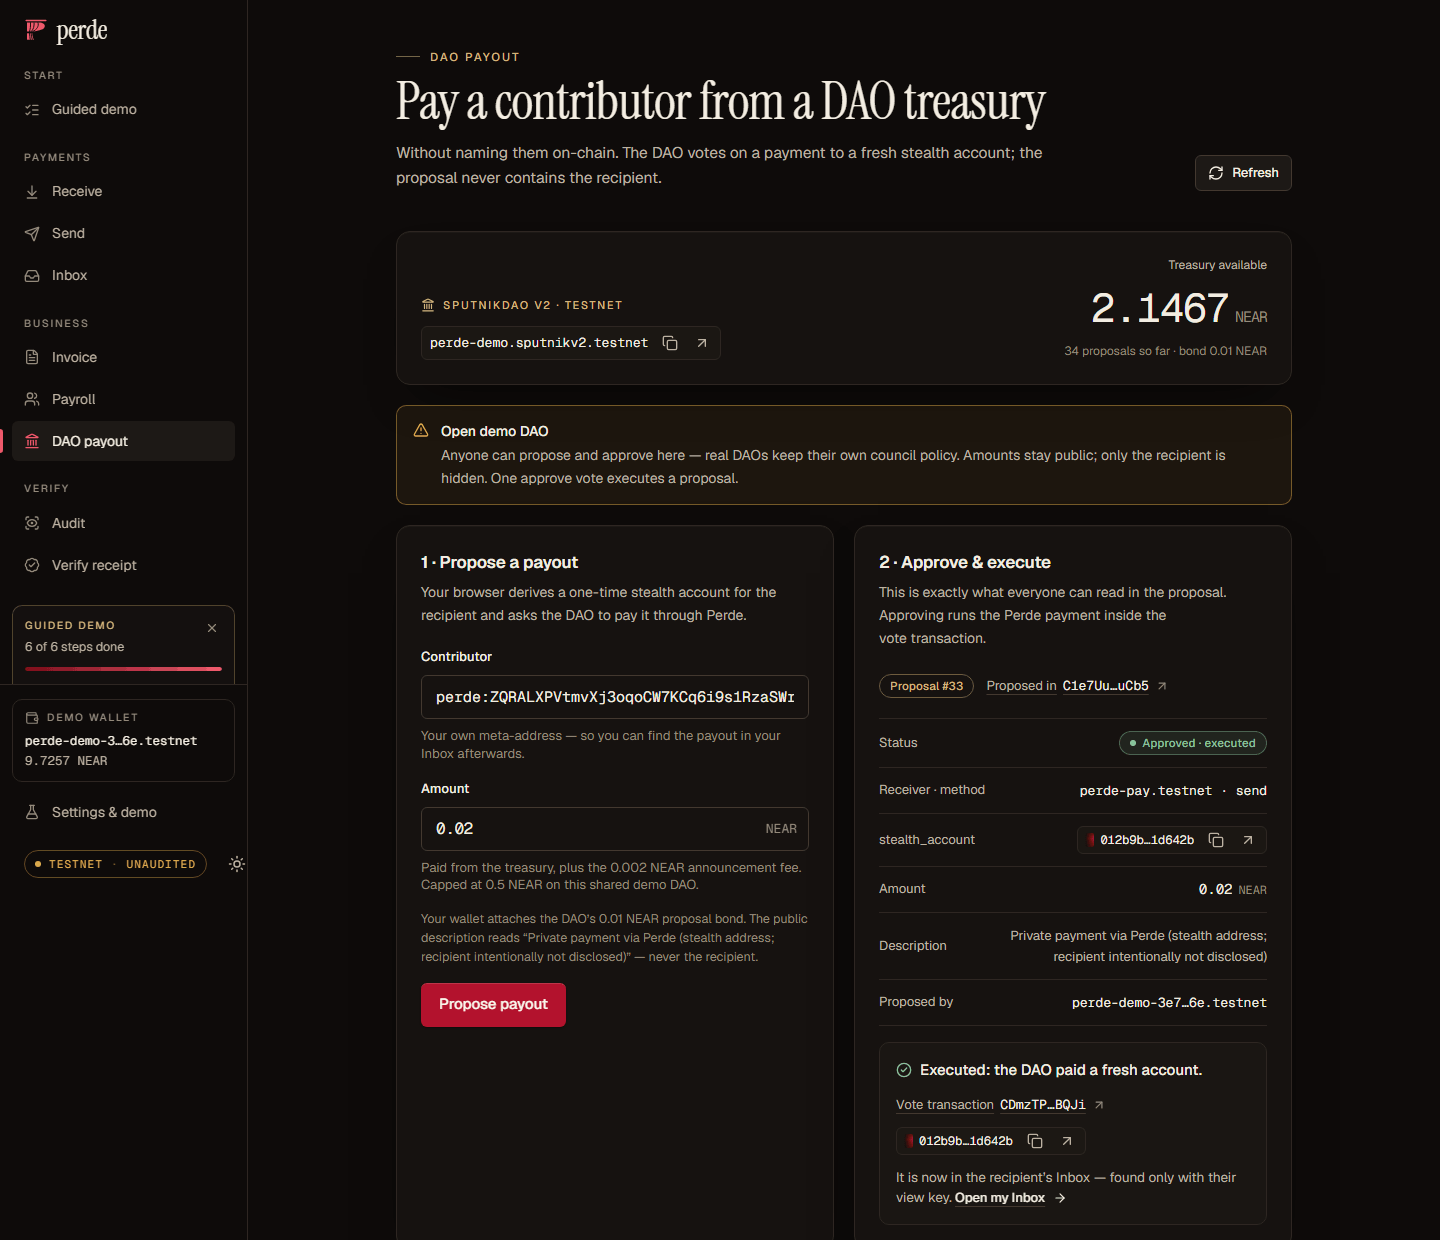 perde
START
Guided demo
PAYMENTS
Receive
Send
Inbox
BUSINESS
Invoice
Payroll
DAO payout
VERIFY
Audit
Verify receipt
GUIDED DEMO
6 of 6 steps done
DEMO WALLET
perde-demo-3…6e.testnet
9.7257 NEAR
Settings & demo
TESTNET · UNAUDITED
DAO PAYOUT
Pay a contributor from a DAO treasury
Without naming them on-chain. The DAO votes on a payment to a fresh stealth account; the
proposal never contains the recipient.
Refresh
SPUTNIKDAO V2 · TESTNET
perde-demo.sputnikv2.testnet
Treasury available
2.1467 NEAR
34 proposals so far · bond 0.01 NEAR
Open demo DAO
Anyone can propose and approve here — real DAOs keep their own council policy. Amounts stay public; only the recipient is
hidden. One approve vote executes a proposal.
1 · Propose a payout
Your browser derives a one-time stealth account for the
recipient and asks the DAO to pay it through Perde.
Contributor
perde:ZQRALXPVtmvXj3oqoCW7KCq6i9s1RzaSWr
Your own meta-address — so you can find the payout in your
Inbox afterwards.
Amount
0.02 NEAR
Paid from the treasury, plus the 0.002 NEAR announcement fee.
Capped at 0.5 NEAR on this shared demo DAO.
Your wallet attaches the DAO's 0.01 NEAR proposal bond. The public
description reads “Private payment via Perde (stealth address;
recipient intentionally not disclosed)” — never the recipient.
Propose payout
2 · Approve & execute
This is exactly what everyone can read in the proposal.
Approving runs the Perde payment inside the
vote transaction.
Proposal #33 Proposed in C1e7Uu…uCb5
Status Approved · executed
Receiver · method perde-pay.testnet · send
stealth_account 012b9b…1d642b
Amount 0.02 NEAR
Description Private payment via Perde (stealth address;
recipient intentionally not disclosed)
Proposed by perde-demo-3e7…6e.testnet
Executed: the DAO paid a fresh account.
Vote transaction CDmzTP…BQJi
012b9b…1d642b
It is now in the recipient's Inbox — found only with their
view key. Open my Inbox